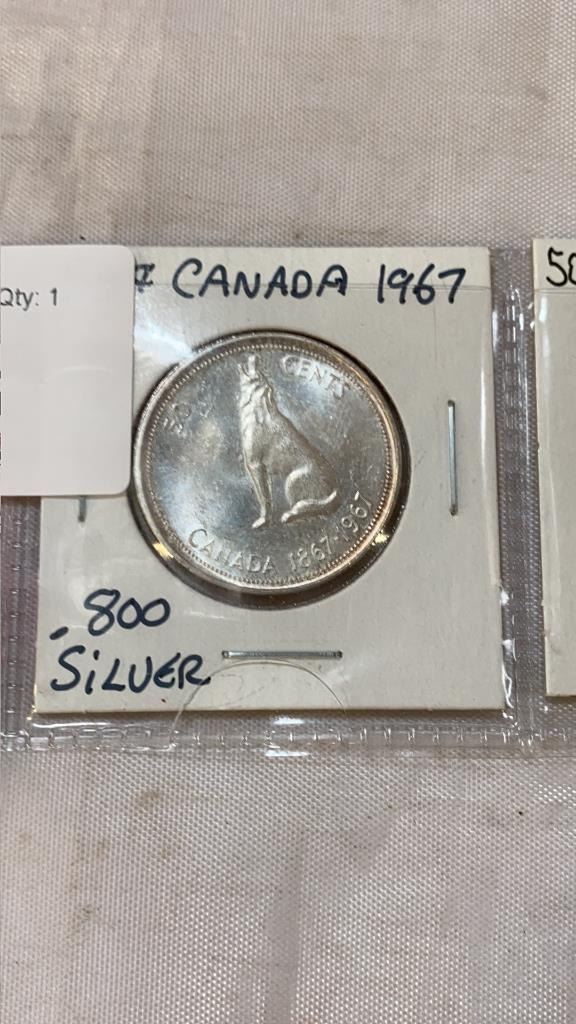 Qty: 1
¢ CANADA 1967
50 CENTS
CANADA 1867-1967
.800
SILVER